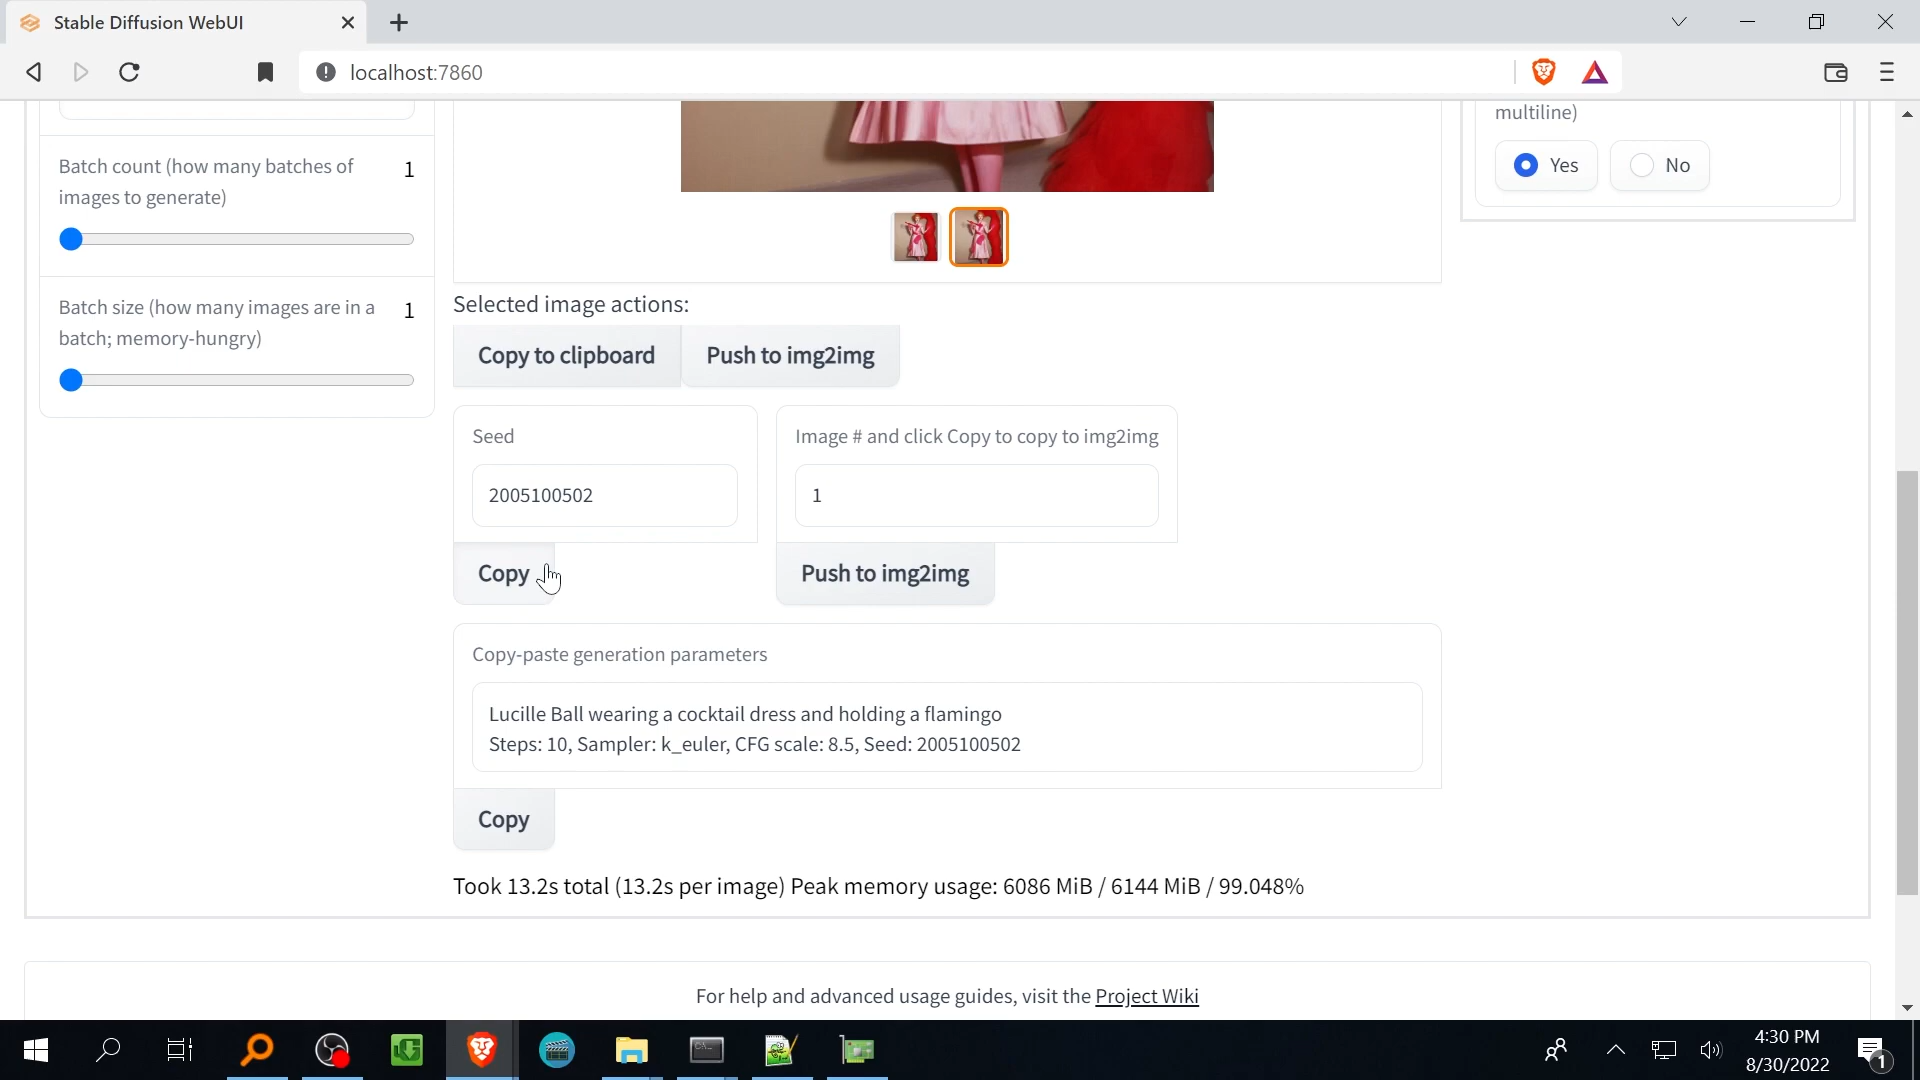 Stable Diffusion WebUI
localhost:7860
multiline)
Yes
No
Batch count (how many batches of
images to generate)
1
Batch size (how many images are in a
batch; memory-hungry)
1
Selected image actions:
Copy to clipboard
Push to img2img
Seed
2005100502
Copy
Image # and click Copy to copy to img2img
1
Push to img2img
Copy-paste generation parameters
Lucille Ball wearing a cocktail dress and holding a flamingo
Steps: 10, Sampler: k_euler, CFG scale: 8.5, Seed: 2005100502
Copy
Took 13.2s total (13.2s per image) Peak memory usage: 6086 MiB / 6144 MiB / 99.048%
For help and advanced usage guides, visit the Project Wiki
4:30 PM
8/30/2022
1